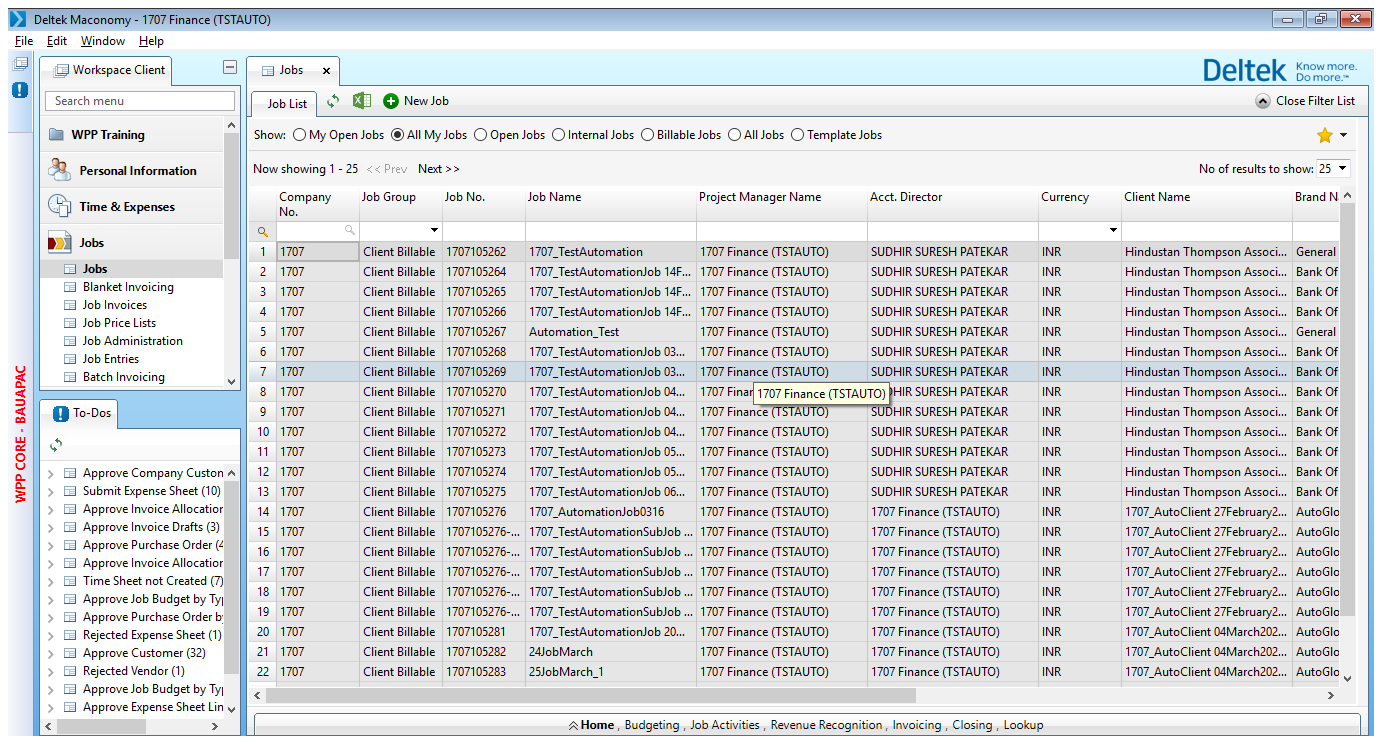 Deltek Maconomy - 1707 Finance (TSTAUTO)
File Edit Window Help
WPP CORE - BAUAPAC
Workspace Client
Search menu
WPP Training
Personal Information
Time & Expenses
Jobs
Jobs
Blanket Invoicing
Job Invoices
Job Price Lists
Job Administration
Job Entries
Batch Invoicing
To-Dos
Approve Company Custon
Submit Expense Sheet (10)
Approve Invoice Allocation
Approve Invoice Drafts (3)
Approve Purchase Order (4
Approve Invoice Allocation
Time Sheet not Created (7)
Approve Job Budget by Typ
Approve Purchase Order by
Rejected Expense Sheet (1)
Approve Customer (32)
Rejected Vendor (1)
Approve Job Budget by Typ
Approve Expense Sheet Lin
Jobs x
Deltek Know more. Do more.™
Job List New Job Close Filter List
Show: My Open Jobs All My Jobs Open Jobs Internal Jobs Billable Jobs All Jobs Template Jobs
Now showing 1 - 25 << Prev Next >> No of results to show: 25
Company No. Job Group Job No. Job Name Project Manager Name Acct. Director Currency Client Name Brand N
1 1707 Client Billable 1707105262 1707_TestAutomation 1707 Finance (TSTAUTO) SUDHIR SURESH PATEKAR INR Hindustan Thompson Associ... General
2 1707 Client Billable 1707105264 1707_TestAutomationJob 14F... 1707 Finance (TSTAUTO) SUDHIR SURESH PATEKAR INR Hindustan Thompson Associ... Bank Of
3 1707 Client Billable 1707105265 1707_TestAutomationJob 14F... 1707 Finance (TSTAUTO) SUDHIR SURESH PATEKAR INR Hindustan Thompson Associ... Bank Of
4 1707 Client Billable 1707105266 1707_TestAutomationJob 14F... 1707 Finance (TSTAUTO) SUDHIR SURESH PATEKAR INR Hindustan Thompson Associ... Bank Of
5 1707 Client Billable 1707105267 Automation_Test 1707 Finance (TSTAUTO) SUDHIR SURESH PATEKAR INR Hindustan Thompson Associ... General
6 1707 Client Billable 1707105268 1707_TestAutomationJob 03... 1707 Finance (TSTAUTO) SUDHIR SURESH PATEKAR INR Hindustan Thompson Associ... Bank Of
7 1707 Client Billable 1707105269 1707_TestAutomationJob 03... 1707 Finance (TSTAUTO) SUDHIR SURESH PATEKAR INR Hindustan Thompson Associ... Bank Of
8 1707 Client Billable 1707105270 1707_TestAutomationJob 04... 1707 Finar DHIR SURESH PATEKAR INR Hindustan Thompson Associ... Bank Of
1707 Finance (TSTAUTO)
9 1707 Client Billable 1707105271 1707_TestAutomationJob 04... 1707 Finance (TSTAUTO) SUDHIR SURESH PATEKAR INR Hindustan Thompson Associ... Bank Of
10 1707 Client Billable 1707105272 1707_TestAutomationJob 04... 1707 Finance (TSTAUTO) SUDHIR SURESH PATEKAR INR Hindustan Thompson Associ... Bank Of
11 1707 Client Billable 1707105273 1707_TestAutomationJob 05... 1707 Finance (TSTAUTO) SUDHIR SURESH PATEKAR INR Hindustan Thompson Associ... Bank Of
12 1707 Client Billable 1707105274 1707_TestAutomationJob 05... 1707 Finance (TSTAUTO) SUDHIR SURESH PATEKAR INR Hindustan Thompson Associ... Bank Of
13 1707 Client Billable 1707105275 1707_TestAutomationJob 06... 1707 Finance (TSTAUTO) SUDHIR SURESH PATEKAR INR Hindustan Thompson Associ... Bank Of
14 1707 Client Billable 1707105276 1707_AutomationJob0316 1707 Finance (TSTAUTO) 1707 Finance (TSTAUTO) INR 1707_AutoClient 27February2... AutoGlo
15 1707 Client Billable 1707105276-... 1707_TestAutomationSubJob ... 1707 Finance (TSTAUTO) 1707 Finance (TSTAUTO) INR 1707_AutoClient 27February2... AutoGlo
16 1707 Client Billable 1707105276-... 1707_TestAutomationSubJob ... 1707 Finance (TSTAUTO) 1707 Finance (TSTAUTO) INR 1707_AutoClient 27February2... AutoGlo
17 1707 Client Billable 1707105276-... 1707_TestAutomationSubJob ... 1707 Finance (TSTAUTO) 1707 Finance (TSTAUTO) INR 1707_AutoClient 27February2... AutoGlo
18 1707 Client Billable 1707105276-... 1707_TestAutomationSubJob ... 1707 Finance (TSTAUTO) 1707 Finance (TSTAUTO) INR 1707_AutoClient 27February2... AutoGlo
19 1707 Client Billable 1707105276-... 1707_TestAutomationSubJob ... 1707 Finance (TSTAUTO) 1707 Finance (TSTAUTO) INR 1707_AutoClient 27February2... AutoGlo
20 1707 Client Billable 1707105281 1707_TestAutomationJob 20... 1707 Finance (TSTAUTO) 1707 Finance (TSTAUTO) INR 1707_AutoClient 04March202... AutoGlo
21 1707 Client Billable 1707105282 24JobMarch 1707 Finance (TSTAUTO) 1707 Finance (TSTAUTO) INR 1707_AutoClient 04March202... AutoGlo
22 1707 Client Billable 1707105283 25JobMarch_1 1707 Finance (TSTAUTO) 1707 Finance (TSTAUTO) INR 1707_AutoClient 04March202... AutoGlo
Home , Budgeting , Job Activities , Revenue Recognition , Invoicing , Closing , Lookup